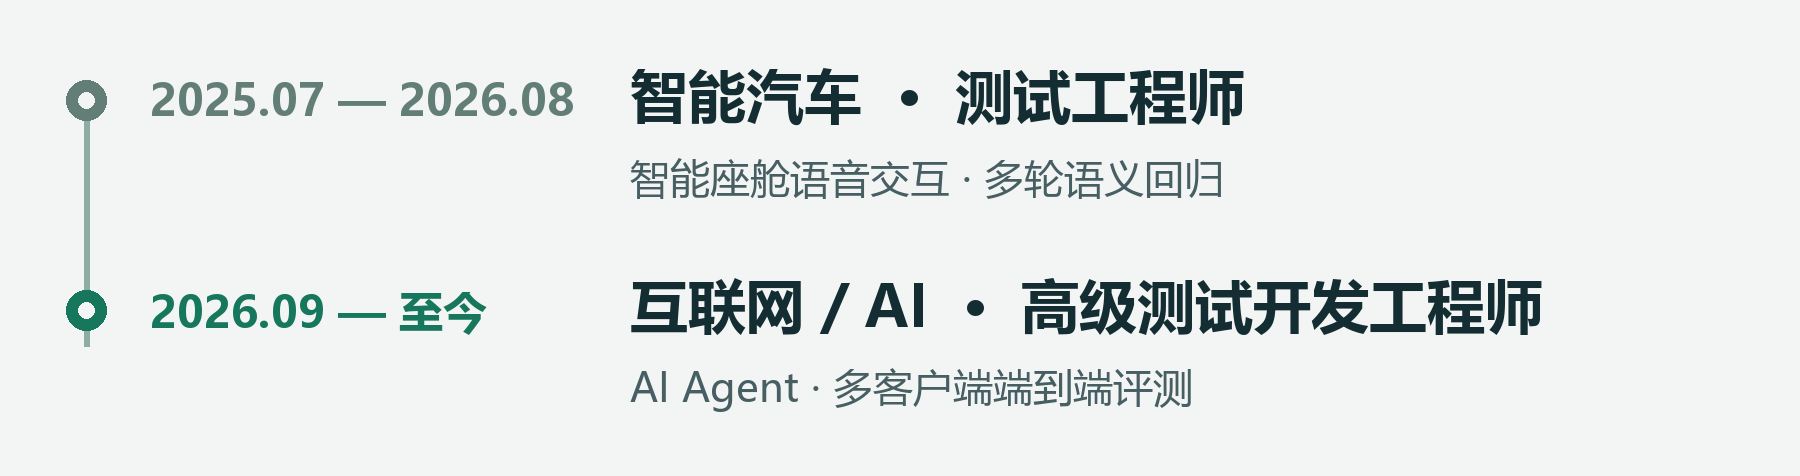 2025.07 — 2026.08 智能汽车 • 测试工程师
智能座舱语音交互 · 多轮语义回归
2026.09 — 至今 互联网 / AI • 高级测试开发工程师
AI Agent · 多客户端端到端评测